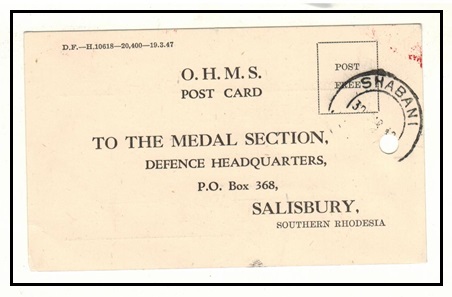 D.F.—H.10618—20,400—19.3.47
O.H.M.S.
POST CARD
POST
FREE
SHABANI
TO THE MEDAL SECTION,
DEFENCE HEADQUARTERS,
P.O. Box 368,
SALISBURY,
SOUTHERN RHODESIA